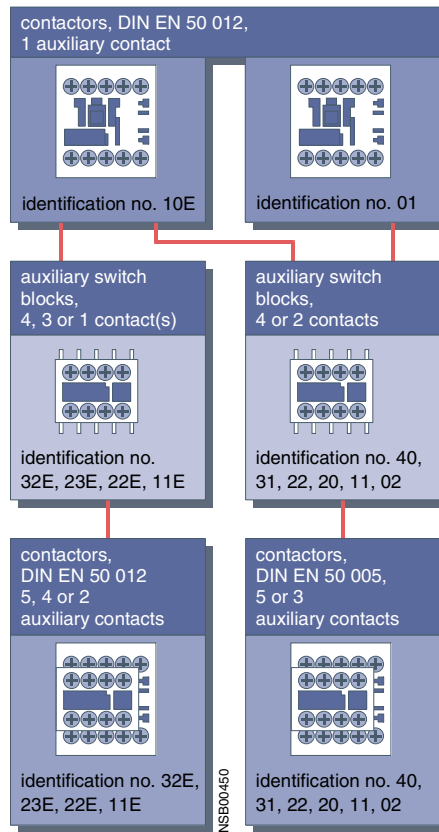 contactors, DIN EN 50 012,
1 auxiliary contact
identification no. 10E
identification no. 01
auxiliary switch
blocks,
4, 3 or 1 contact(s)
identification no.
32E, 23E, 22E, 11E
auxiliary switch
blocks,
4 or 2 contacts
identification no. 40,
31, 22, 20, 11, 02
contactors,
DIN EN 50 012
5, 4 or 2
auxiliary contacts
identification no. 32E,
23E, 22E, 11E
contactors,
DIN EN 50 005,
5 or 3
auxiliary contacts
identification no. 40,
31, 22, 20, 11, 02
NSB00450